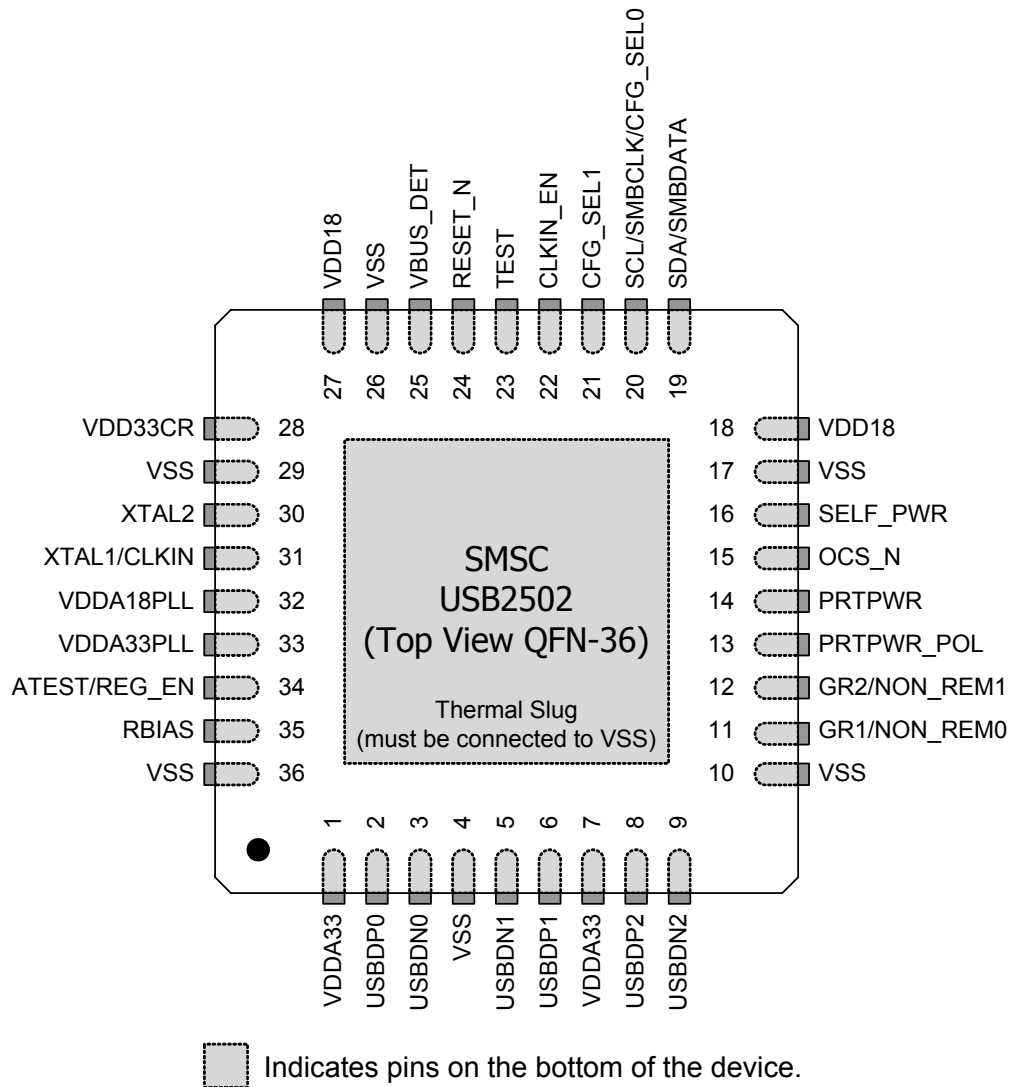 VDD18
VSS
VBUS_DET
RESET_N
TEST
CLKIN_EN
CFG_SEL1
SCL/SMBCLK/CFG_SEL0
SDA/SMBDATA
27
26
25
24
23
22
21
20
19
VDD33CR 28
VSS 29
XTAL2 30
XTAL1/CLKIN 31
VDDA18PLL 32
VDDA33PLL 33
ATEST/REG_EN 34
RBIAS 35
VSS 36
SMSC
USB2502
(Top View QFN-36)
Thermal Slug
(must be connected to VSS)
18 VDD18
17 VSS
16 SELF_PWR
15 OCS_N
14 PRTPWR
13 PRTPWR_POL
12 GR2/NON_REM1
11 GR1/NON_REM0
10 VSS
1
2
3
4
5
6
7
8
9
VDDA33
USBDP0
USBDN0
VSS
USBDN1
USBDP1
VDDA33
USBDP2
USBDN2
Indicates pins on the bottom of the device.